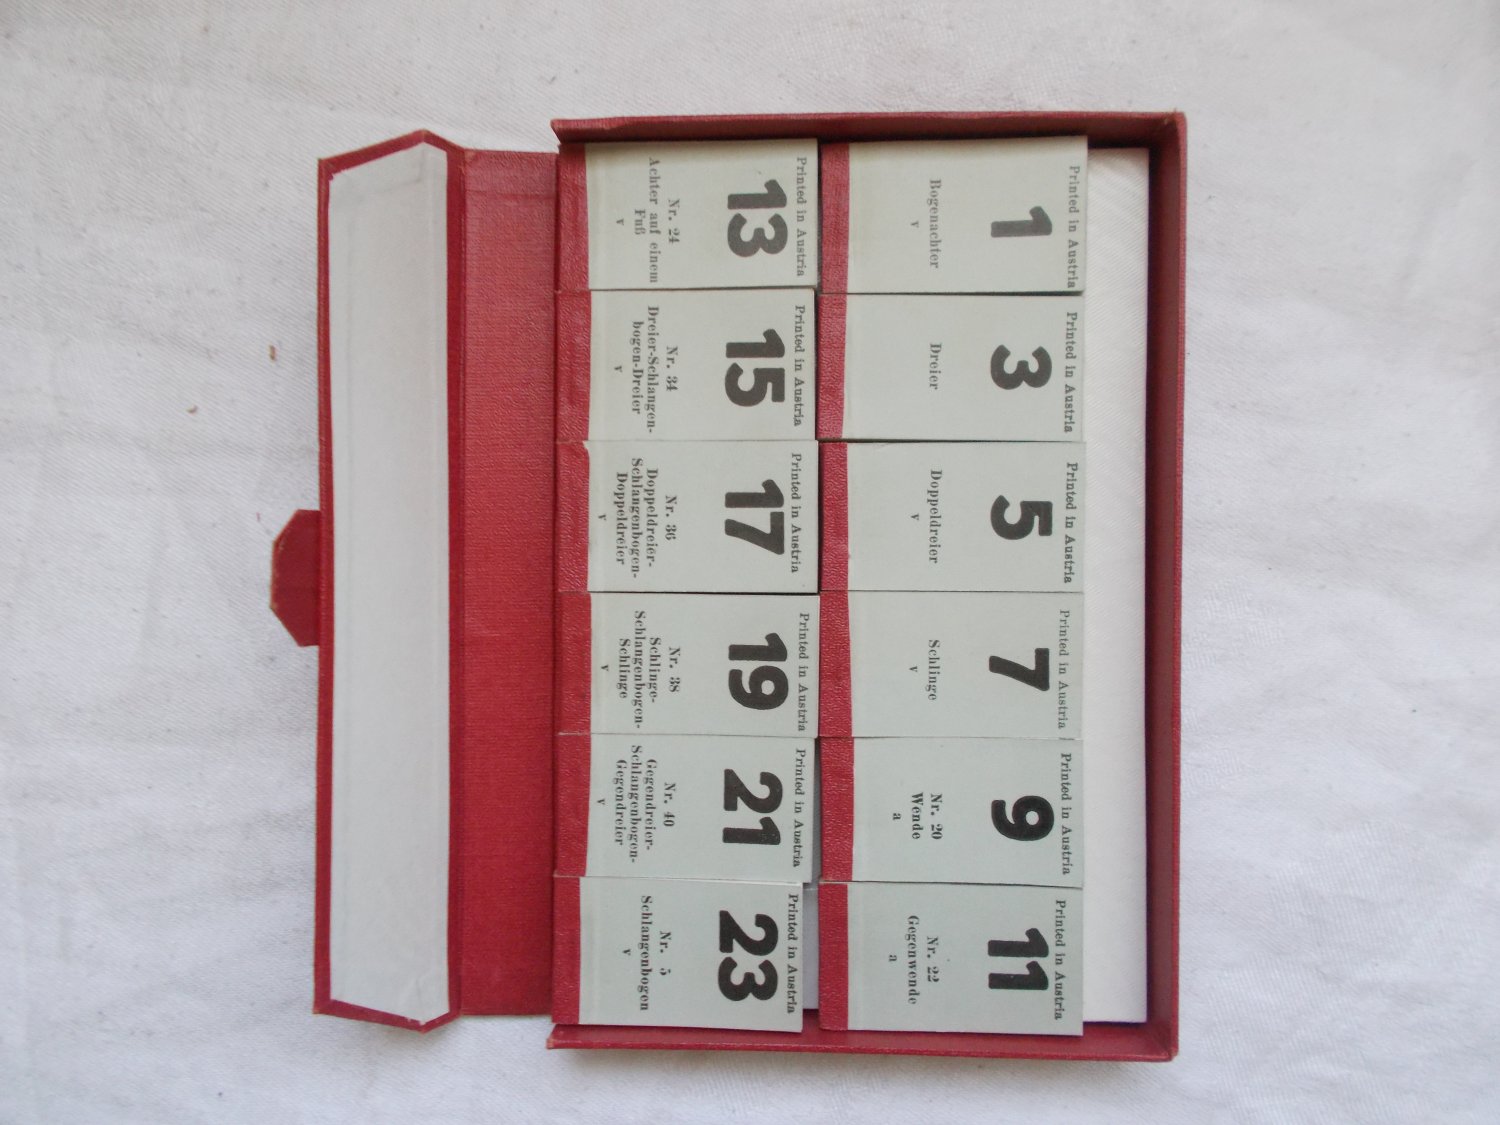 Printed in Austria
1
Bogenachter
v
Printed in Austria
3
Dreier
Printed in Austria
5
Doppeldreier
v
Printed in Austria
7
Schlinge
v
Printed in Austria
9
Nr. 20
Wende
a
Printed in Austria
11
Nr. 22
Gegenwende
a
Printed in Austria
13
Nr. 24
Achter auf einem
Fuß
v
Printed in Austria
15
Nr. 34
Dreier-Schlangen-
bogen-Dreier
v
Printed in Austria
17
Nr. 36
Doppeldreier-
Schlangenbogen-
Doppeldreier
v
Printed in Austria
19
Nr. 38
Schlinge-
Schlangenbogen-
Schlinge
v
Printed in Austria
21
Nr. 40
Gegendreier-
Schlangenbogen-
Gegendreier
v
Printed in Austria
23
Nr. 5
Schlangenbogen
v